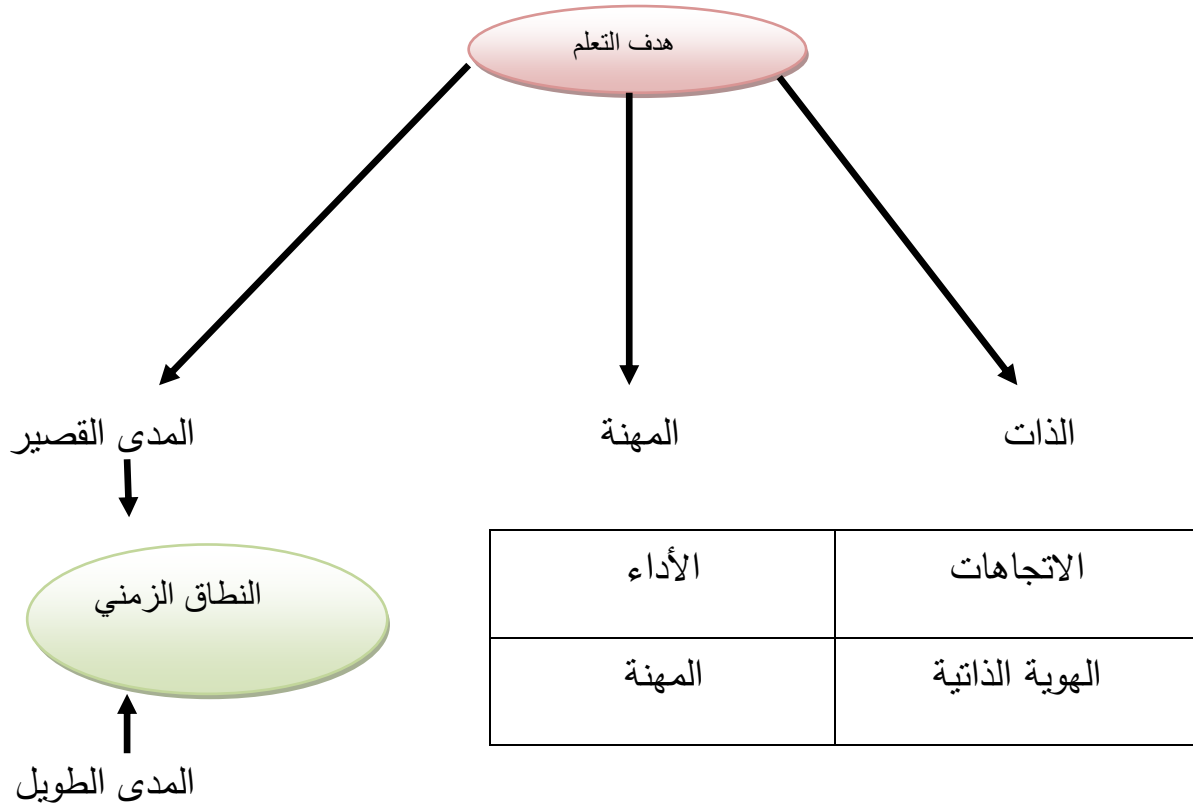 هدف التعلم
الذات
المهنة
المدى القصير
الاتجاهات
الأداء
النطاق الزمني
الهوية الذاتية
المهنة
المدى الطويل